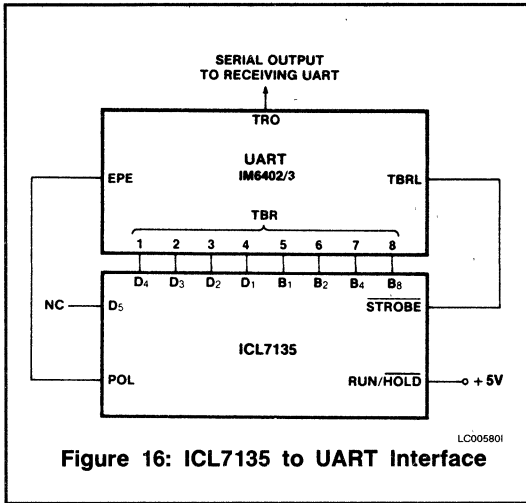 SERIAL OUTPUT
TO RECEIVING UART
TRO
UART
IM6402/3
EPE TBRL
TBR
1 2 3 4 5 6 7 8
D4 D3 D2 D1 B1 B2 B4 B8
NC D5 STROBE
ICL7135
POL RUN/HOLD +5V
LC00580I
Figure 16: ICL7135 to UART Interface